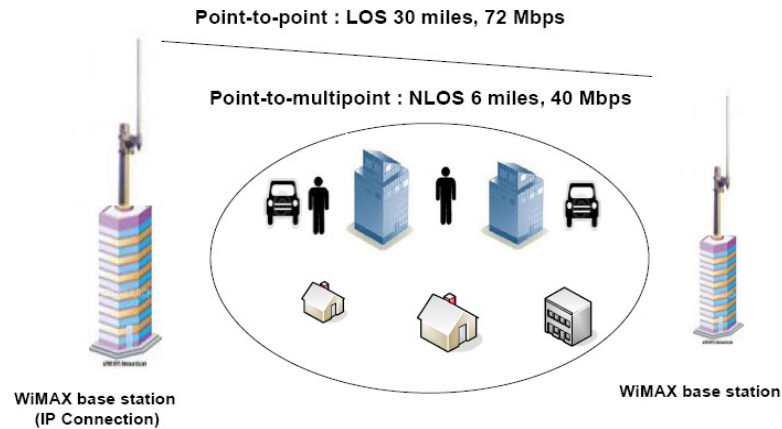 Point-to-point : LOS 30 miles, 72 Mbps
Point-to-multipoint : NLOS 6 miles, 40 Mbps
WiMAX base station
(IP Connection)
WiMAX base station